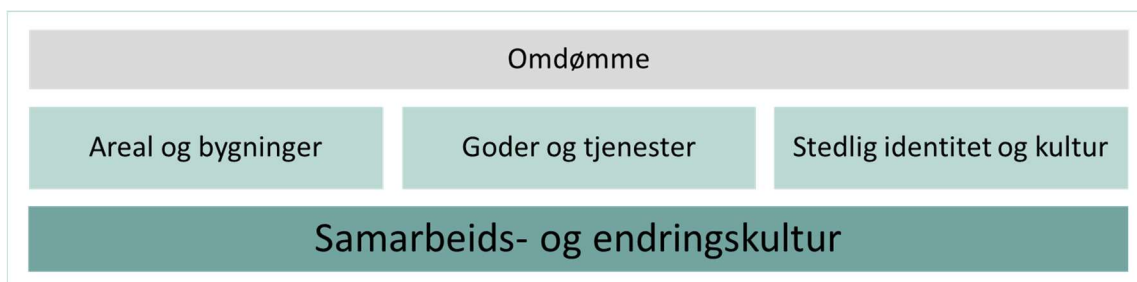 Omdømme
Areal og bygninger
Goder og tjenester
Stedlig identitet og kultur
Samarbeids- og endringskultur